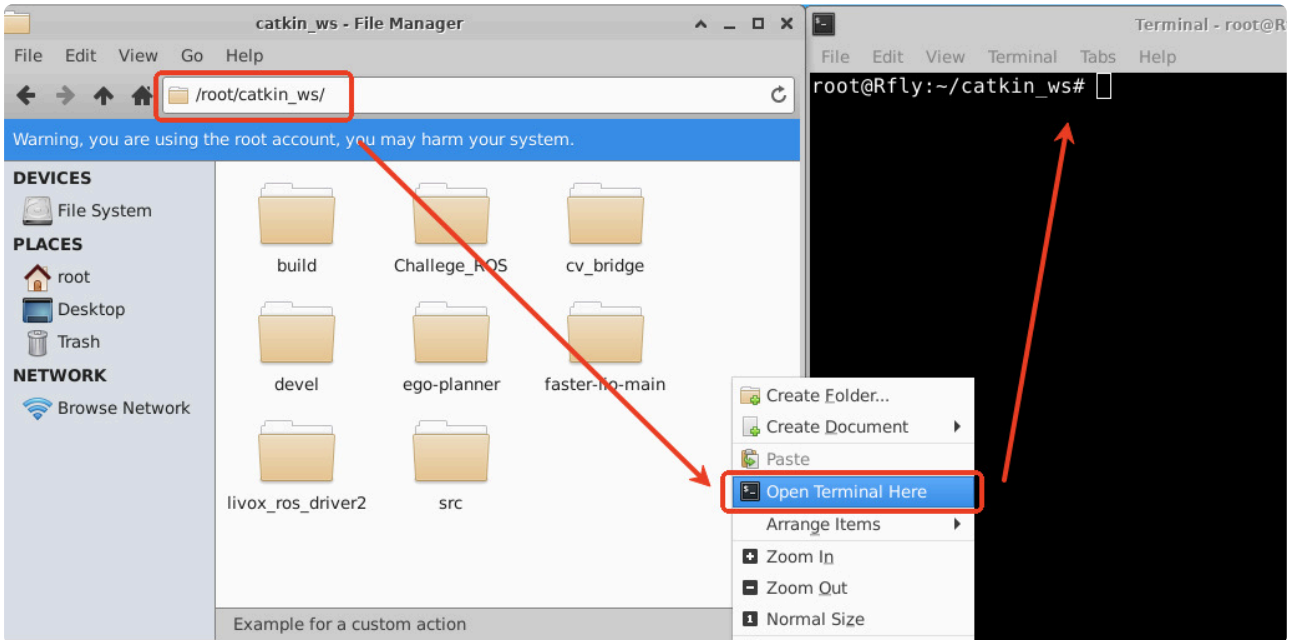 catkin_ws - File Manager
File Edit View Go Help
/root/catkin_ws/
Warning, you are using the root account, you may harm your system.
DEVICES
File System
PLACES
root
Desktop
Trash
NETWORK
Browse Network
build
Challege_ROS
cv_bridge
devel
ego-planner
faster-lio-main
livox_ros_driver2
src
Example for a custom action
Create Folder...
Create Document
Paste
Open Terminal Here
Arrange Items
Zoom In
Zoom Out
Normal Size
Terminal - root@R
File Edit View Terminal Tabs Help
root@Rfly:~/catkin_ws#